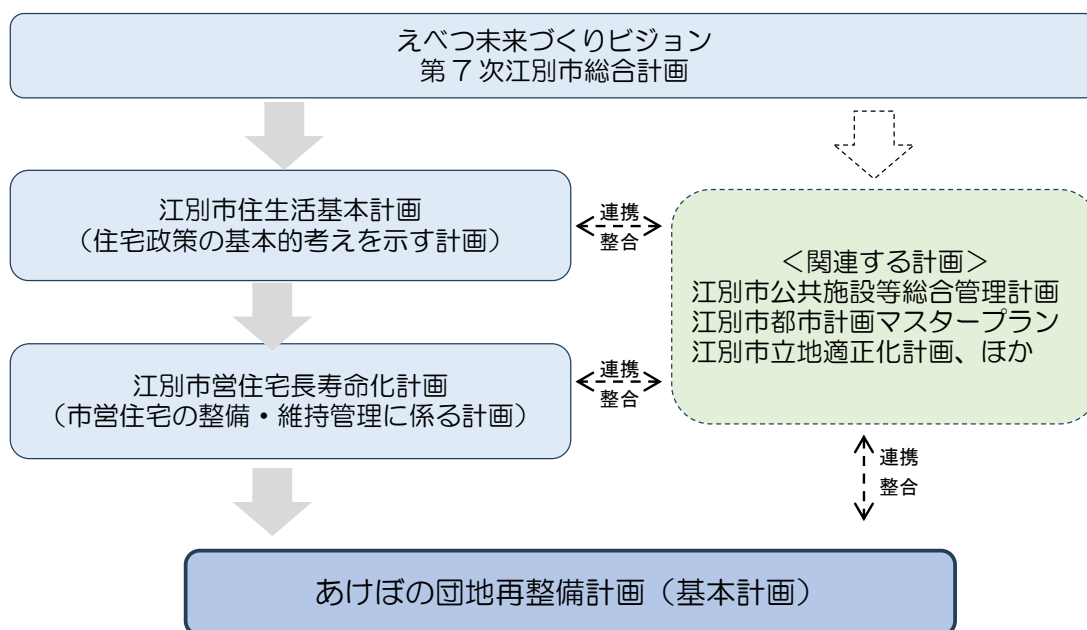 えべつ未来づくりビジョン
第7次江別市総合計画
江別市住生活基本計画
（住宅政策の基本的考えを示す計画）
連携
整合
＜関連する計画＞
江別市公共施設等総合管理計画
江別市都市計画マスタープラン
江別市立地適正化計画、ほか
江別市営住宅長寿命化計画
（市営住宅の整備・維持管理に係る計画）
連携
整合
連携
整合
あけぼの団地再整備計画（基本計画）